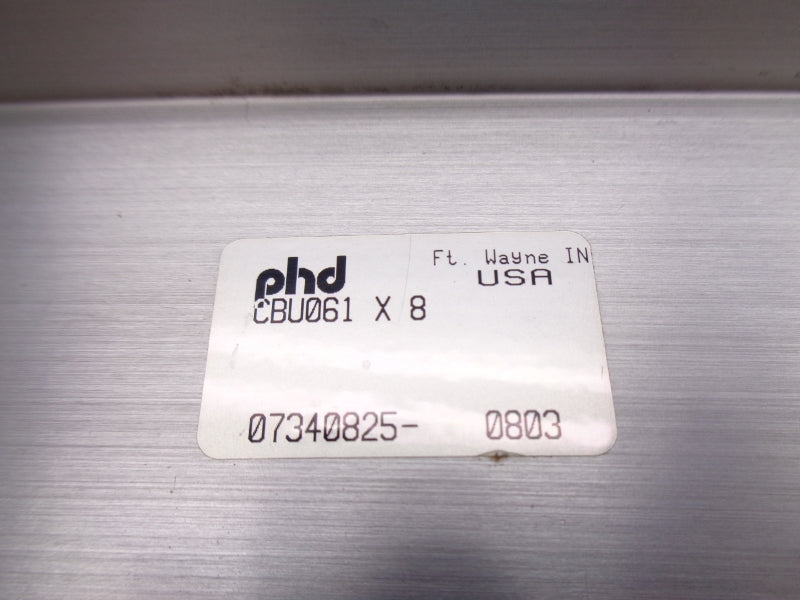 phd
Ft. Wayne IN
USA
CBU061 X 8
07340825- 0803